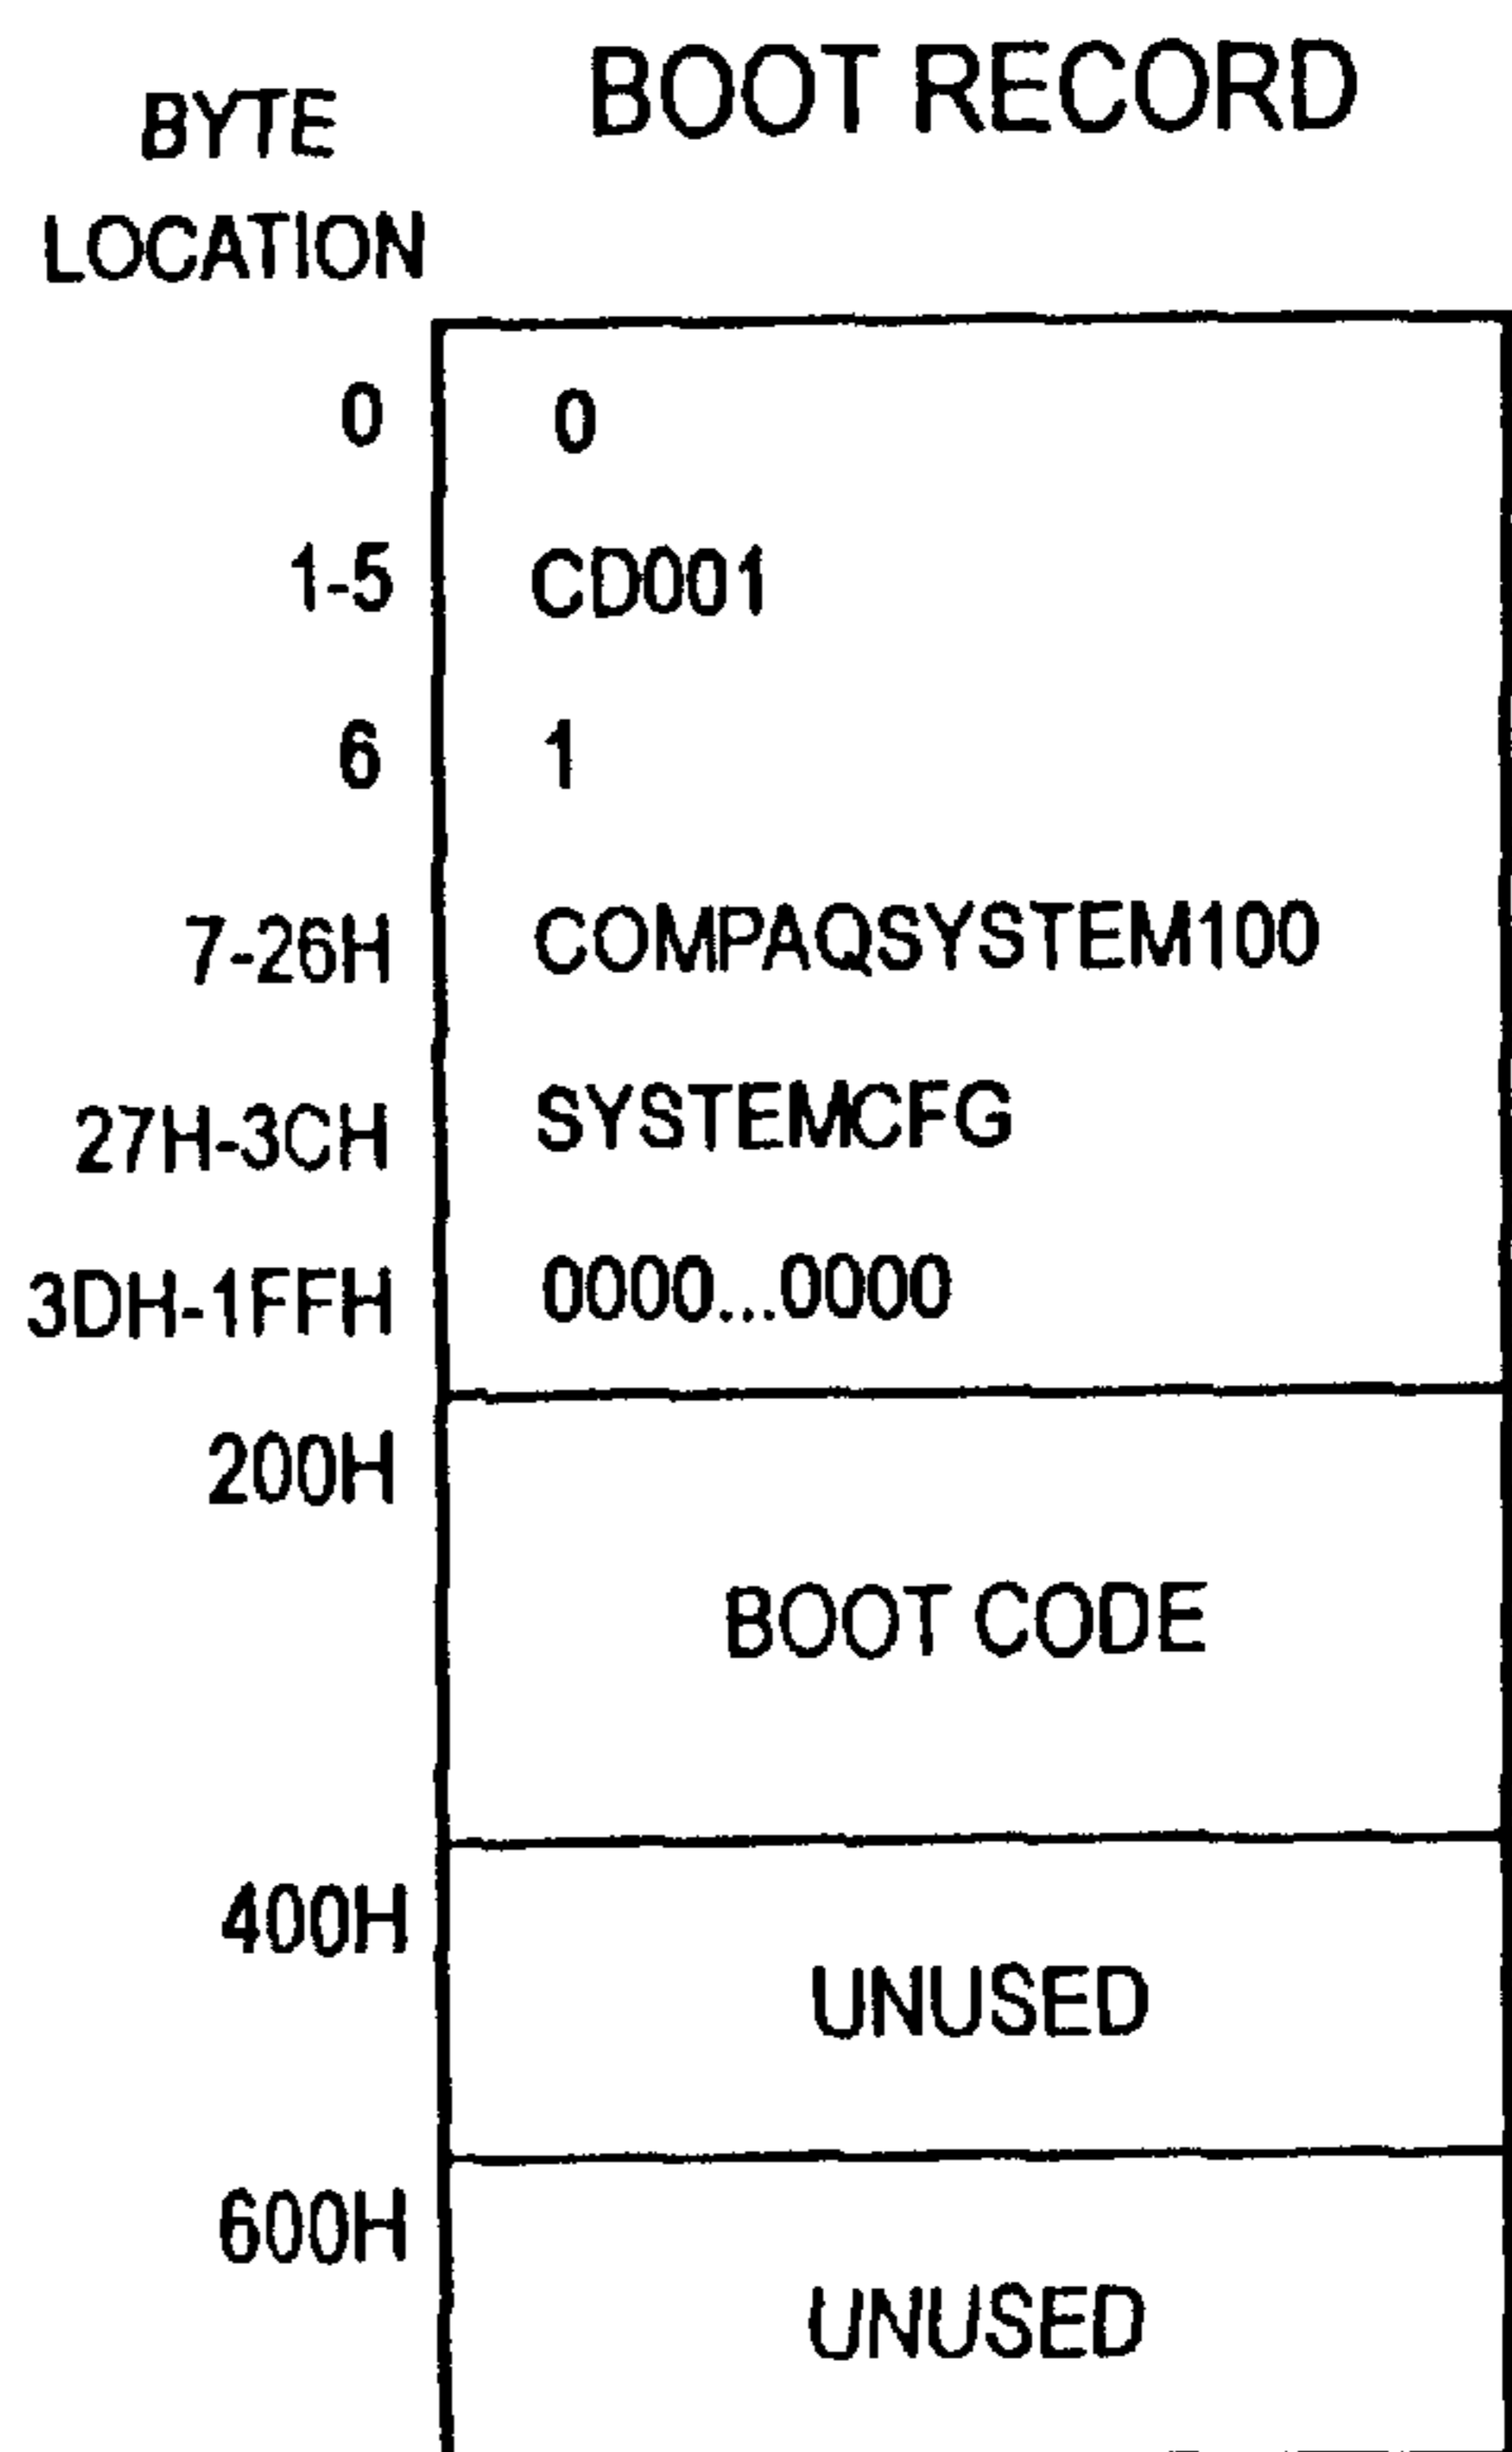 BOOT RECORD
BYTE
LOCATION
0 0
1-5 CD001
6 1
7-26H COMPAQSYSTEM100
27H-3CH SYSTEMCFG
3DH-1FFH 0000...0000
200H
BOOT CODE
400H
UNUSED
600H
UNUSED